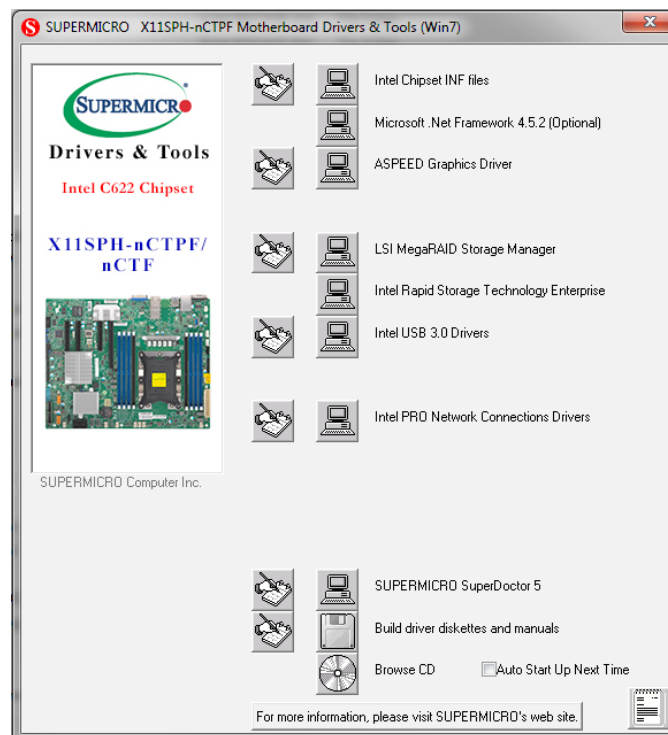 SUPERMICRO X11SPH-nCTPF Motherboard Drivers & Tools (Win7)
SUPERMICR
Drivers & Tools
Intel C622 Chipset
X11SPH-nCTPF/
nCTF
SUPERMICRO Computer Inc.
Intel Chipset INF files
Microsoft .Net Framework 4.5.2 (Optional)
ASPEED Graphics Driver
LSI MegaRAID Storage Manager
Intel Rapid Storage Technology Enterprise
Intel USB 3.0 Drivers
Intel PRO Network Connections Drivers
SUPERMICRO SuperDoctor 5
Build driver diskettes and manuals
Browse CD
Auto Start Up Next Time
For more information, please visit SUPERMICRO's web site.